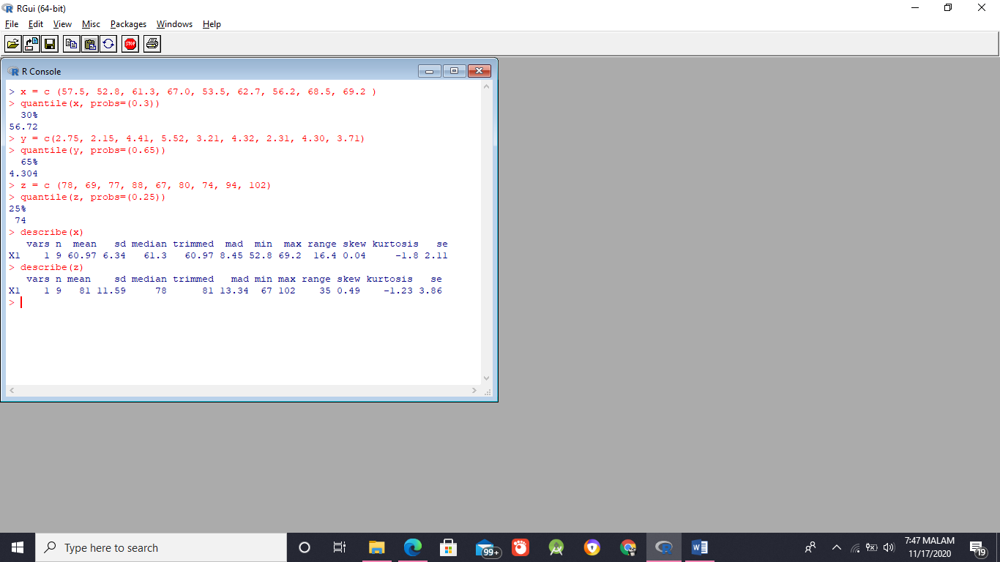 RGui (64-bit)
File Edit View Misc Packages Windows Help
STOP
R Console
> x = c (57.5, 52.8, 61.3, 67.0, 53.5, 62.7, 56.2, 68.5, 69.2 )
> quantile(x, probs=(0.3))
  30%
56.72
> y = c(2.75, 2.15, 4.41, 5.52, 3.21, 4.32, 2.31, 4.30, 3.71)
> quantile(y, probs=(0.65))
  65%
4.304
> z = c (78, 69, 77, 88, 67, 80, 74, 94, 102)
> quantile(z, probs=(0.25))
25%
 74
> describe(x)
   vars n  mean   sd median trimmed  mad  min  max range skew kurtosis   se
X1    1 9 60.97 6.34   61.3   60.97 8.45 52.8 69.2  16.4 0.04     -1.8 2.11
> describe(z)
   vars n mean    sd median trimmed   mad min max range skew kurtosis   se
X1    1 9   81 11.59     78      81 13.34  67 102    35 0.49    -1.23 3.86
>
Type here to search
99+
7:47 MALAM
11/17/2020
19